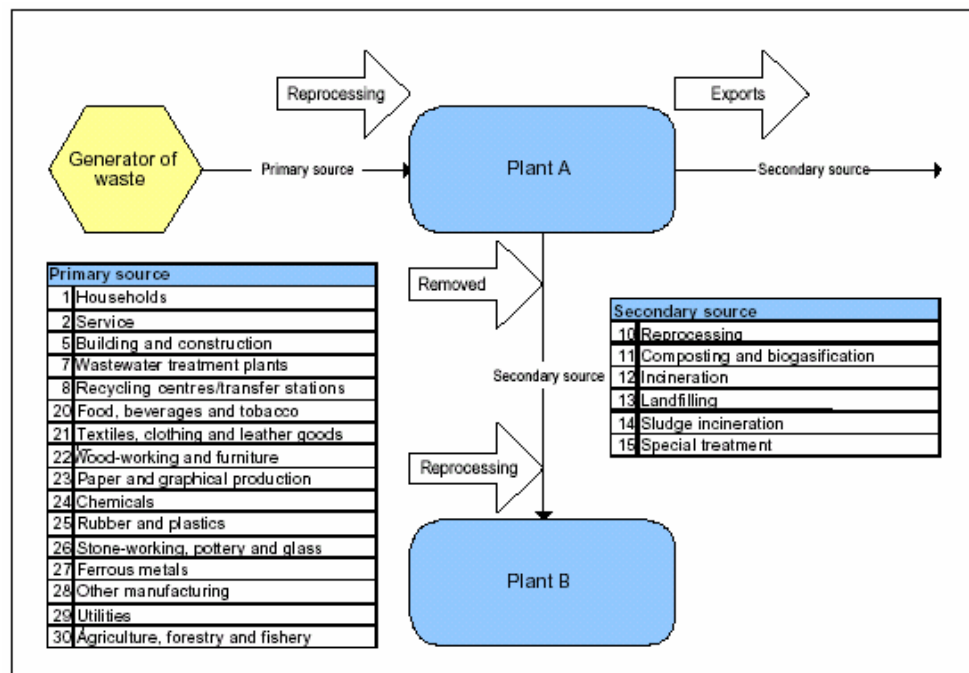 Reprocessing
Exports
Generator of
waste
Primary source
Plant A
Secondary source
Removed
Primary source
1 Households
2 Service
5 Building and construction
7 Wastewater treatment plants
8 Recycling centres/transfer stations
20 Food, beverages and tobacco
21 Textiles, clothing and leather goods
22 Wood-working and furniture
23 Paper and graphical production
24 Chemicals
25 Rubber and plastics
26 Stone-working, pottery and glass
27 Ferrous metals
28 Other manufacturing
29 Utilities
30 Agriculture, forestry and fishery
Secondary source
Secondary source
10 Reprocessing
11 Composting and biogasification
12 Incineration
13 Landfilling
14 Sludge incineration
15 Special treatment
Reprocessing
Plant B